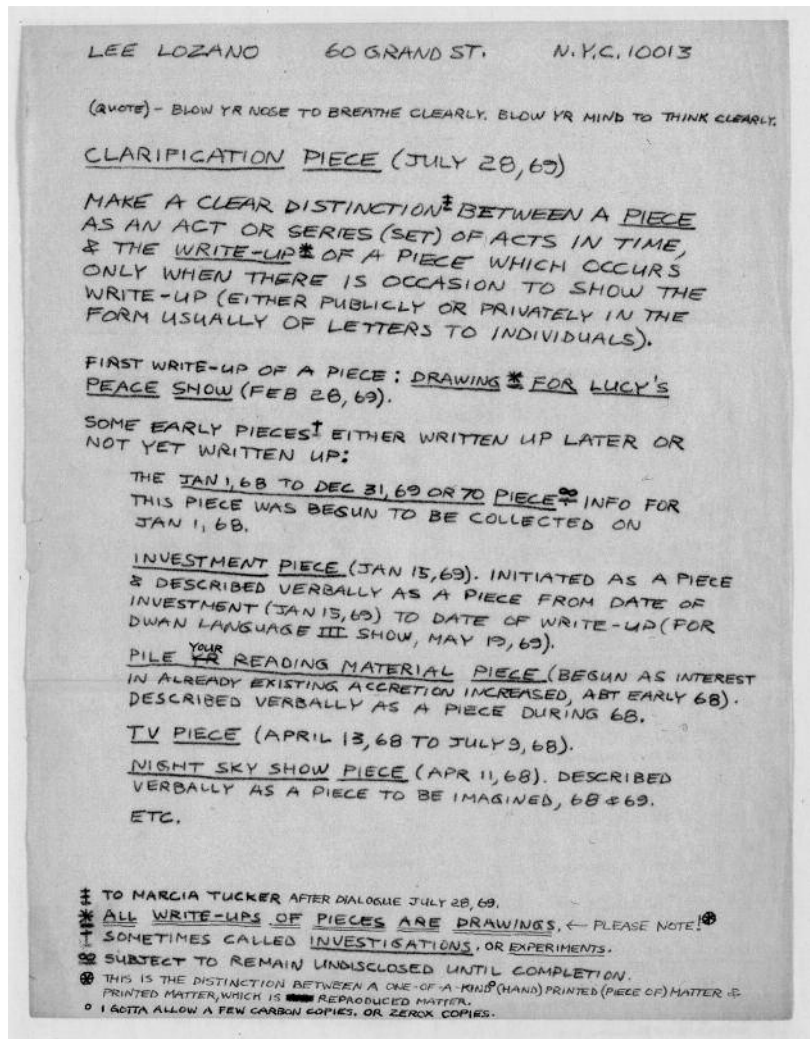 LEE LOZANO 60 GRAND ST. N.Y.C. 10013
(QUOTE) – BLOW YR NOSE TO BREATHE CLEARLY. BLOW YR MIND TO THINK CLEARLY.
CLARIFICATION PIECE (JULY 28, 69)
MAKE A CLEAR DISTINCTION‡ BETWEEN A PIECE
AS AN ACT OR SERIES (SET) OF ACTS IN TIME,
& THE WRITE-UP* OF A PIECE WHICH OCCURS
ONLY WHEN THERE IS OCCASION TO SHOW THE
WRITE-UP (EITHER PUBLICLY OR PRIVATELY IN THE
FORM USUALLY OF LETTERS TO INDIVIDUALS).
FIRST WRITE-UP OF A PIECE: DRAWING* FOR LUCY'S
PEACE SHOW (FEB 28, 69).
SOME EARLY PIECES† EITHER WRITTEN UP LATER OR
NOT YET WRITTEN UP:
THE JAN 1, 68 TO DEC 31, 69 OR 70 PIECE∞ INFO FOR
THIS PIECE WAS BEGUN TO BE COLLECTED ON
JAN 1, 68.
INVESTMENT PIECE (JAN 15, 69). INITIATED AS A PIECE
& DESCRIBED VERBALLY AS A PIECE FROM DATE OF
INVESTMENT (JAN 15, 69) TO DATE OF WRITE-UP (FOR
DWAN LANGUAGE III SHOW, MAY 19, 69).
PILE YOUR READING MATERIAL PIECE (BEGUN AS INTEREST
IN ALREADY EXISTING ACCRETION INCREASED, ABT EARLY 68).
DESCRIBED VERBALLY AS A PIECE DURING 68.
TV PIECE (APRIL 13, 68 TO JULY 9, 68).
NIGHT SKY SHOW PIECE (APR 11, 68). DESCRIBED
VERBALLY AS A PIECE TO BE IMAGINED, 68 & 69.
ETC.
‡ TO MARCIA TUCKER AFTER DIALOGUE JULY 28, 69.
* ALL WRITE-UPS OF PIECES ARE DRAWINGS, ← PLEASE NOTE!⊛
† SOMETIMES CALLED INVESTIGATIONS, OR EXPERIMENTS.
∞ SUBJECT TO REMAIN UNDISCLOSED UNTIL COMPLETION.
⊛ THIS IS THE DISTINCTION BETWEEN A ONE-OF-A-KIND° (HAND) PRINTED (PIECE OF) MATTER &
PRINTED MATTER, WHICH IS REPRODUCED MATTER.
° I GOTTA ALLOW A FEW CARBON COPIES, OR ZEROX COPIES.